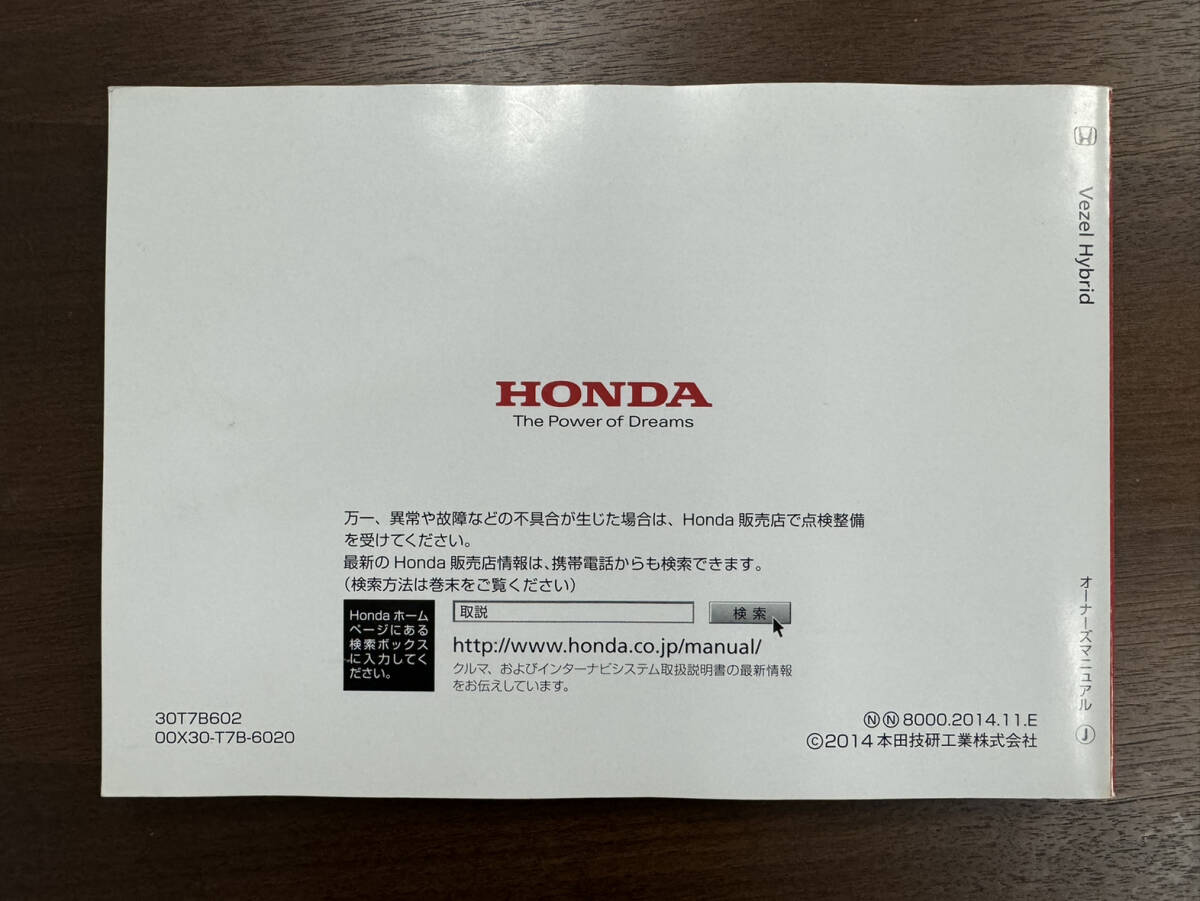 HONDA
The Power of Dreams
万一、異常や故障などの不具合が生じた場合は、Honda 販売店で点検整備
を受けてください。
最新の Honda 販売店情報は、携帯電話からも検索できます。
（検索方法は巻末をご覧ください）
Honda ホーム
ページにある
検索ボックス
に入力してく
ださい。
取説
検 索
http://www.honda.co.jp/manual/
クルマ、およびインターナビシステム取扱説明書の最新情報
をお伝えしています。
30T7B602
00X30-T7B-6020
ⓃⓃ8000.2014.11.E
©2014 本田技研工業株式会社
Vezel Hybrid
オーナーズマニュアル Ⓙ